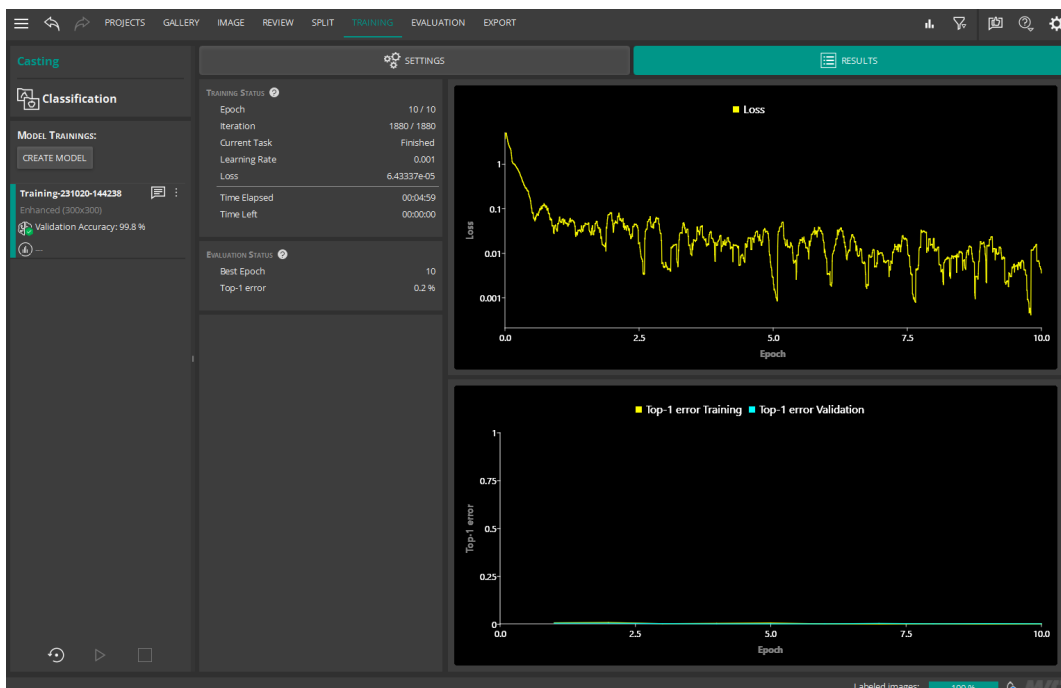 PROJECTS GALLERY IMAGE REVIEW SPLIT TRAINING EVALUATION EXPORT
Casting
Classification
MODEL TRAININGS:
CREATE MODEL
Training-231020-144238
Enhanced (300x300)
Validation Accuracy: 99.8 %
—
SETTINGS
RESULTS
TRAINING STATUS ?
Epoch 10 / 10
Iteration 1880 / 1880
Current Task Finished
Learning Rate 0.001
Loss 6.43337e-05
Time Elapsed 00:04:59
Time Left 00:00:00
EVALUATION STATUS ?
Best Epoch 10
Top-1 error 0.2 %
Loss
1
0.1
0.01
0.001
Loss
0.0 2.5 5.0 7.5 10.0
Epoch
Top-1 error Training Top-1 error Validation
1
0.75
0.5
0.25
0
Top-1 error
0.0 2.5 5.0 7.5 10.0
Epoch
Labeled images: 100 %